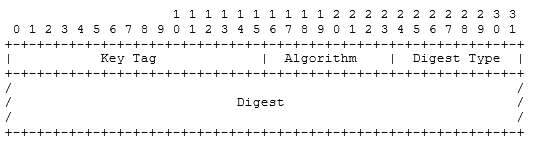 1 1 1 1 1 1 1 1 1 1 2 2 2 2 2 2 2 2 2 2 3 3
0 1 2 3 4 5 6 7 8 9 0 1 2 3 4 5 6 7 8 9 0 1 2 3 4 5 6 7 8 9 0 1
+-+-+-+-+-+-+-+-+-+-+-+-+-+-+-+-+-+-+-+-+-+-+-+-+-+-+-+-+-+-+-+-+
| Key Tag | Algorithm | Digest Type |
+-+-+-+-+-+-+-+-+-+-+-+-+-+-+-+-+-+-+-+-+-+-+-+-+-+-+-+-+-+-+-+-+
/ /
/ Digest /
/ /
+-+-+-+-+-+-+-+-+-+-+-+-+-+-+-+-+-+-+-+-+-+-+-+-+-+-+-+-+-+-+-+-+